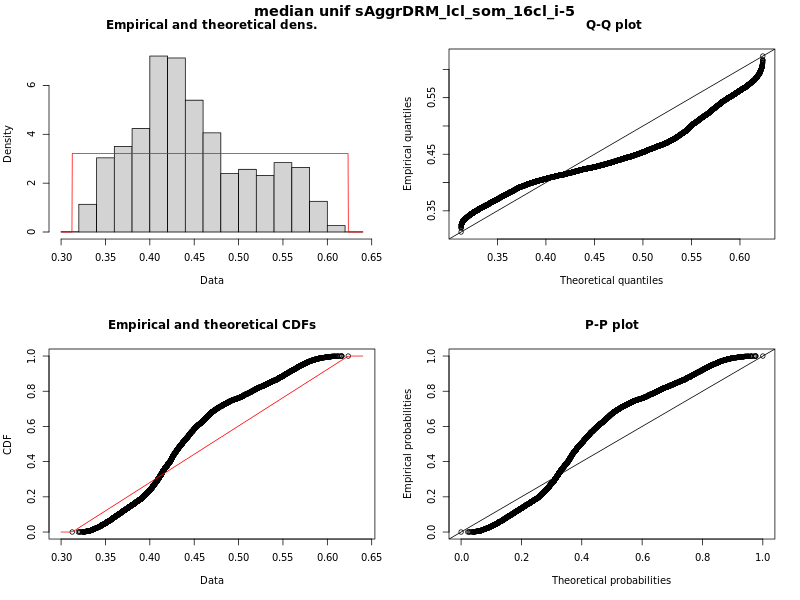 median unif sAggrDRM_lcl_som_16cl_i-5
Empirical and theoretical dens.
Density
0 2 4 6
0.30 0.35 0.40 0.45 0.50 0.55 0.60 0.65
Data
Q-Q plot
Empirical quantiles
0.35 0.45 0.55
0.35 0.40 0.45 0.50 0.55 0.60
Theoretical quantiles
Empirical and theoretical CDFs
CDF
0.0 0.2 0.4 0.6 0.8 1.0
0.30 0.35 0.40 0.45 0.50 0.55 0.60 0.65
Data
P-P plot
Empirical probabilities
0.0 0.2 0.4 0.6 0.8 1.0
0.0 0.2 0.4 0.6 0.8 1.0
Theoretical probabilities